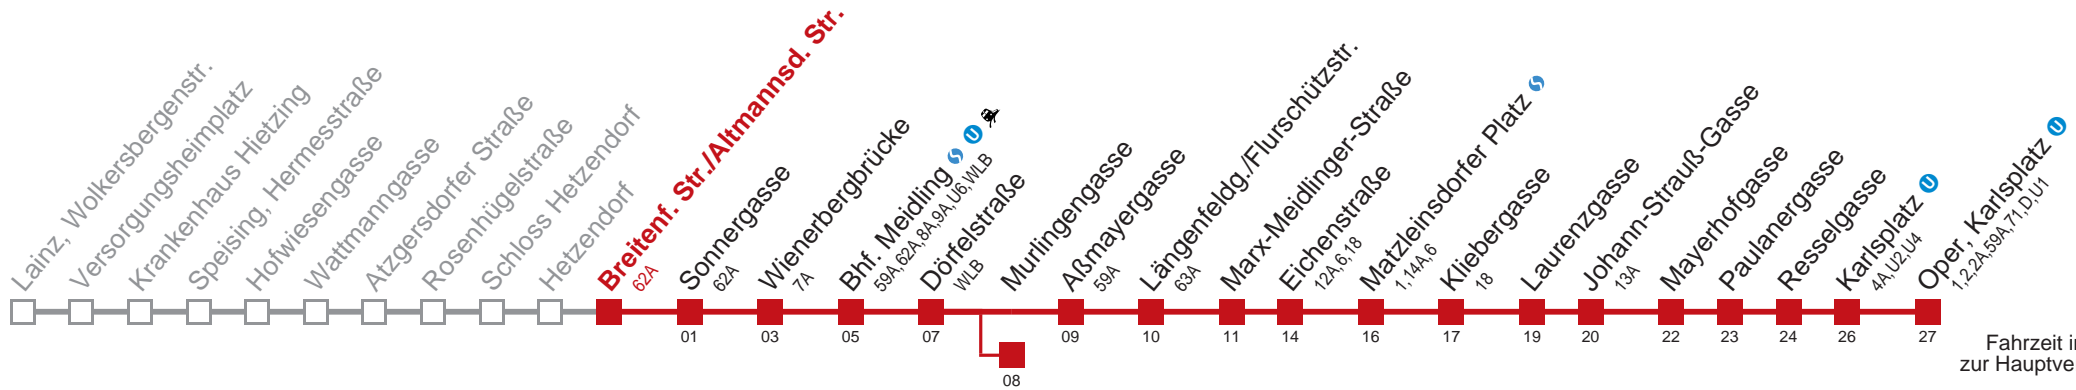 Lainz, Wolkersbergenstr.
Versorgungsheimplatz
Krankenhaus Hietzing
Speising, Hermesstraße
Hofwiesengasse
Wattmanngasse
Atzgersdorfer Straße
Rosenhügelstraße
Schloss Hetzendorf
Hetzendorf
Breitenf. Str./Altmannsd. Str.
62A
Sonnergasse
62A
01
Wienerbergbrücke
7A
03
Bhf. Meidling S U
59A,62A,8A,9A,U6,WLB
05
Dörfelstraße
WLB
07
Murlingengasse
08
Aßmayergasse
59A
09
Längenfeldg./Flurschützstr.
63A
10
Marx-Meidlinger-Straße
11
Eichenstraße
12A,6,18
14
Matzleinsdorfer Platz S
1,14A,6
16
Kliebergasse
18
17
Laurenzgasse
19
Johann-Strauß-Gasse
13A
20
Mayerhofgasse
22
Paulanergasse
23
Resselgasse
24
Karlsplatz U
4A,U2,U4
26
Oper, Karlsplatz U
1,2,2A,59A,71,D,U1
27
Fahrzeit i
zur Hauptve